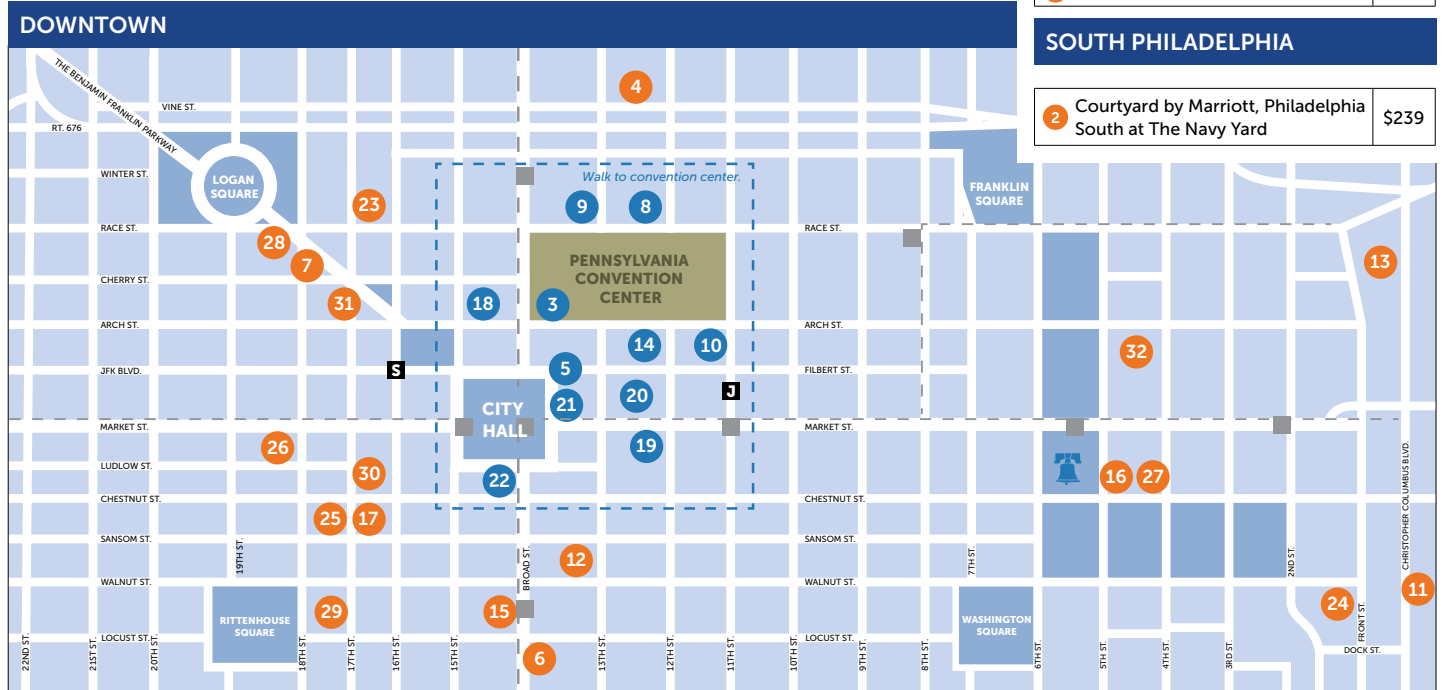 DOWNTOWN
SOUTH PHILADELPHIA
2 Courtyard by Marriott, Philadelphia
South at The Navy Yard
$239
THE BENJAMIN FRANKLIN PARKWAY
4
VINE ST.
RT. 676
WINTER ST.
LOGAN
SQUARE
Walk to convention center.
FRANKLIN
SQUARE
23
9
8
RACE ST.
RACE ST.
28
7
PENNSYLVANIA
CONVENTION
CENTER
13
CHERRY ST.
31
18
3
ARCH ST.
ARCH ST.
14
10
32
S
JFK BLVD.
5
FILBERT ST.
J
20
21
CITY
HALL
MARKET ST.
MARKET ST.
26
19
LUDLOW ST.
30
22
16
27
CHESTNUT ST.
CHESTNUT ST.
25
17
SANSOM ST.
SANSOM ST.
19TH ST.
BROAD ST.
12
7TH ST.
2ND ST.
CHRISTOPHER COLUMBUS BLVD.
WALNUT ST.
WALNUT ST.
11
24
29
15
RITTENHOUSE
SQUARE
WASHINGTON
SQUARE
LOCUST ST.
LOCUST ST.
6
DOCK ST.
22ND ST.
21ST ST.
20TH ST.
18TH ST.
17TH ST.
16TH ST.
15TH ST.
13TH ST.
12TH ST.
11TH ST.
10TH ST.
9TH ST.
8TH ST.
6TH ST.
5TH ST.
4TH ST.
3RD ST.
FRONT ST.